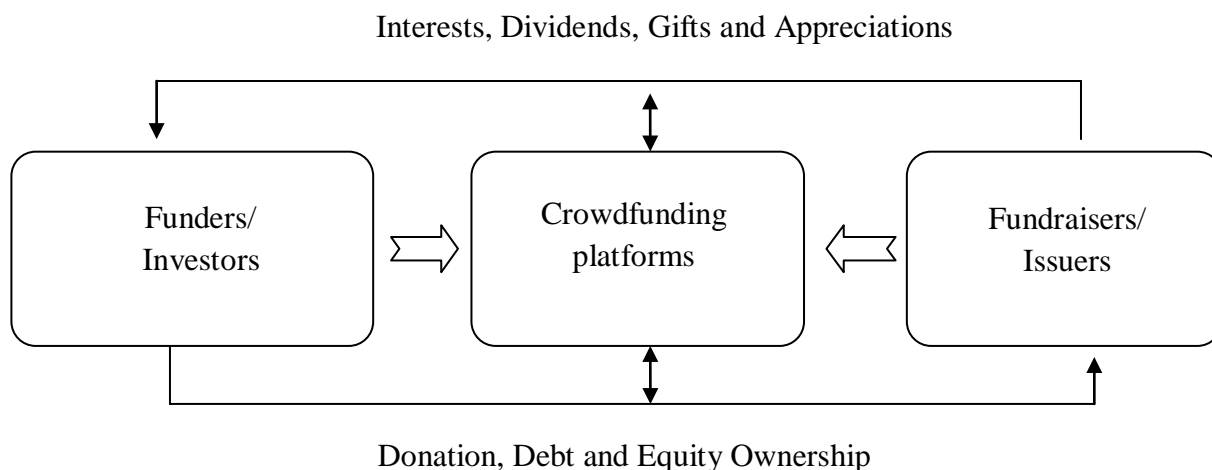 Interests, Dividends, Gifts and Appreciations
Funders/
Investors
Crowdfunding
platforms
Fundraisers/
Issuers
Donation, Debt and Equity Ownership